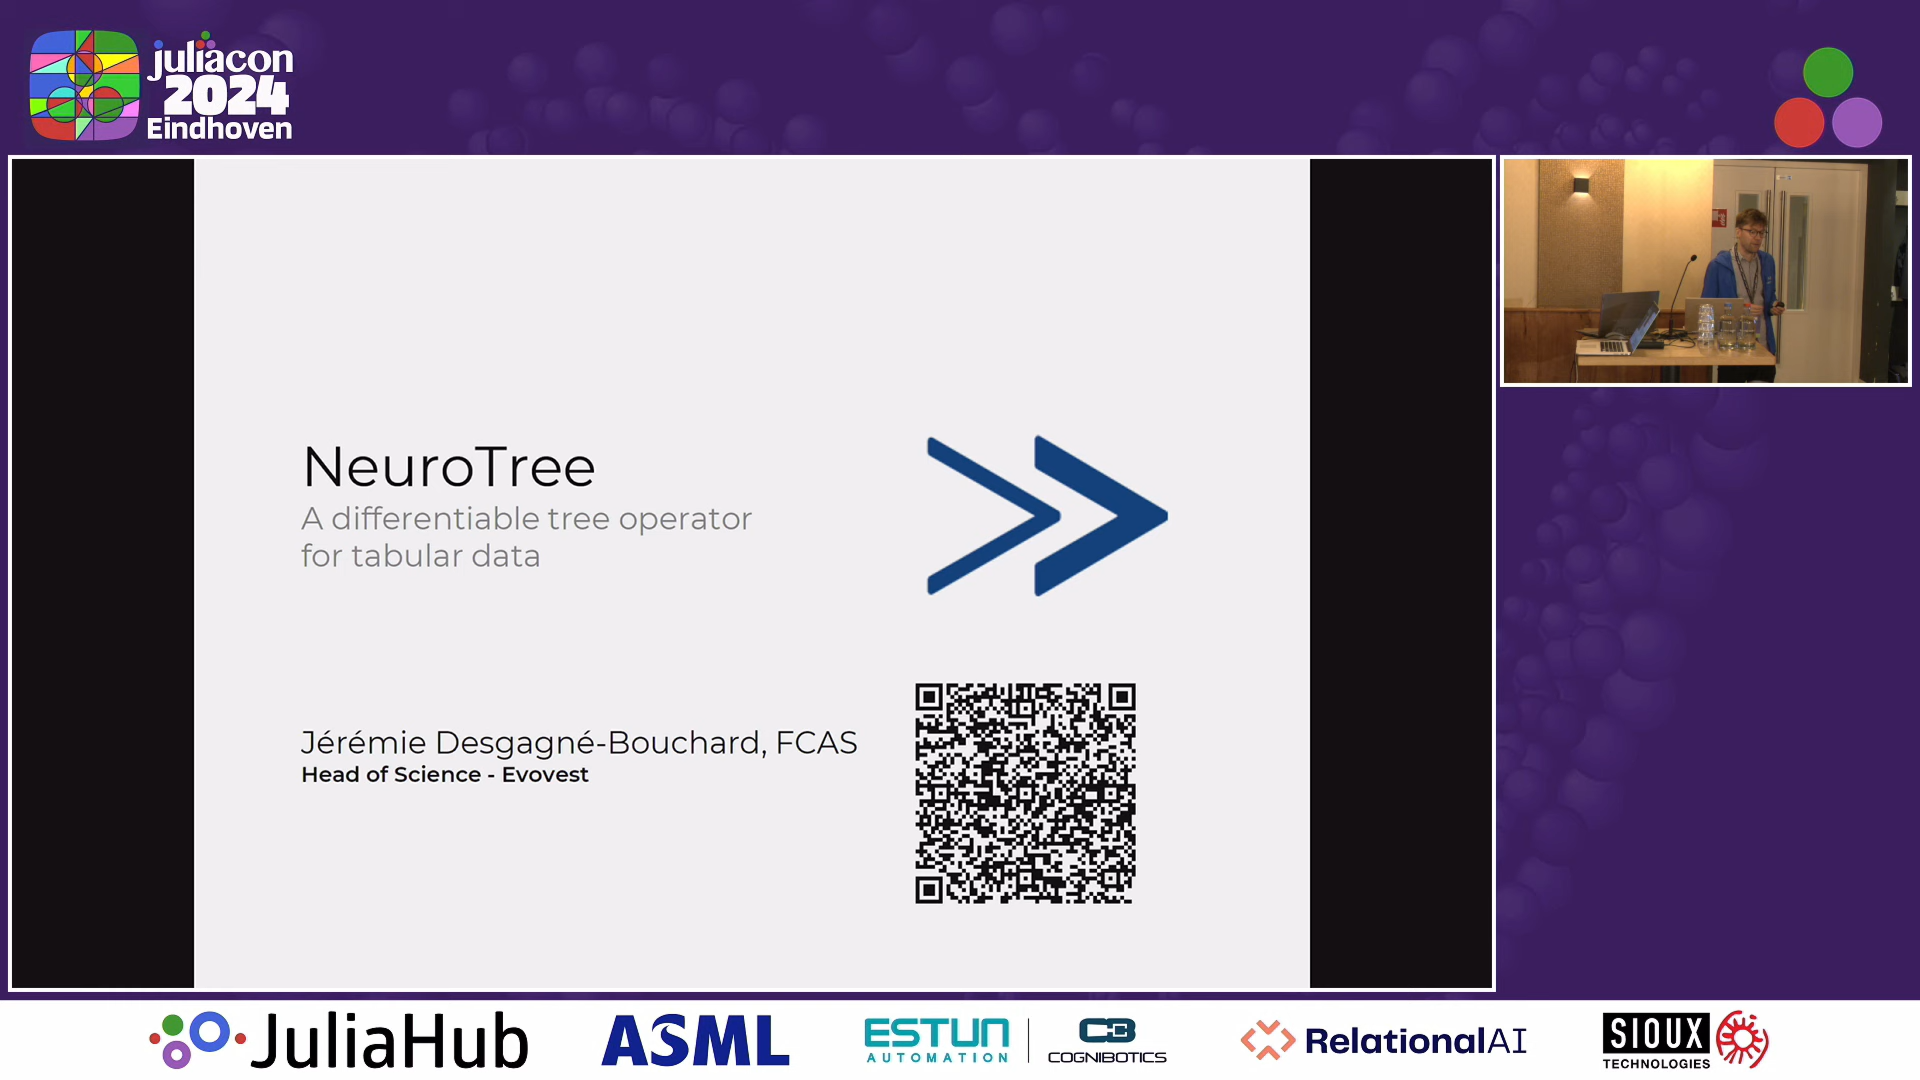 juliacon
2024
Eindhoven
NeuroTree
A differentiable tree operator
for tabular data
Jérémie Desgagné-Bouchard, FCAS
Head of Science - Evovest
JuliaHub
ASML
ESTUN
AUTOMATION
CB
COGNIBOTICS
RelationalAI
SIOUX
TECHNOLOGIES